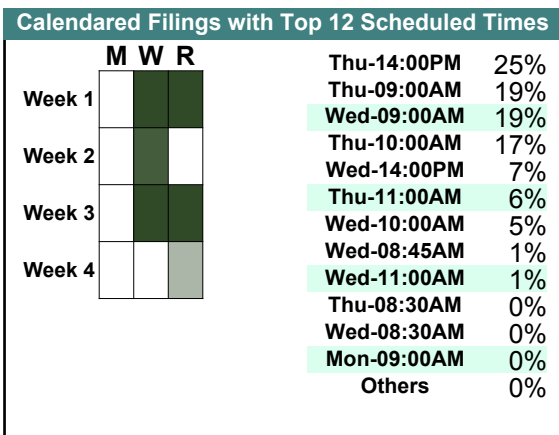 Calendared Filings with Top 12 Scheduled Times
M W R
Week 1
Week 2
Week 3
Week 4
Thu-14:00PM 25%
Thu-09:00AM 19%
Wed-09:00AM 19%
Thu-10:00AM 17%
Wed-14:00PM 7%
Thu-11:00AM 6%
Wed-10:00AM 5%
Wed-08:45AM 1%
Wed-11:00AM 1%
Thu-08:30AM 0%
Wed-08:30AM 0%
Mon-09:00AM 0%
Others 0%